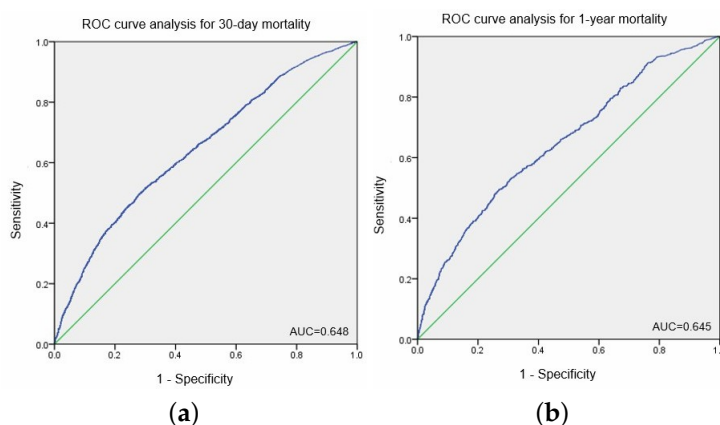 ROC curve analysis for 30-day mortality
1.0
0.8
0.6
0.4
0.2
0.0
Sensitivity
AUC=0.648
0.0 0.2 0.4 0.6 0.8 1.0
1 - Specificity
(a)
ROC curve analysis for 1-year mortality
1.0
0.8
0.6
0.4
0.2
0.0
Sensitivity
AUC=0.645
0.0 0.2 0.4 0.6 0.8 1.0
1 - Specificity
(b)